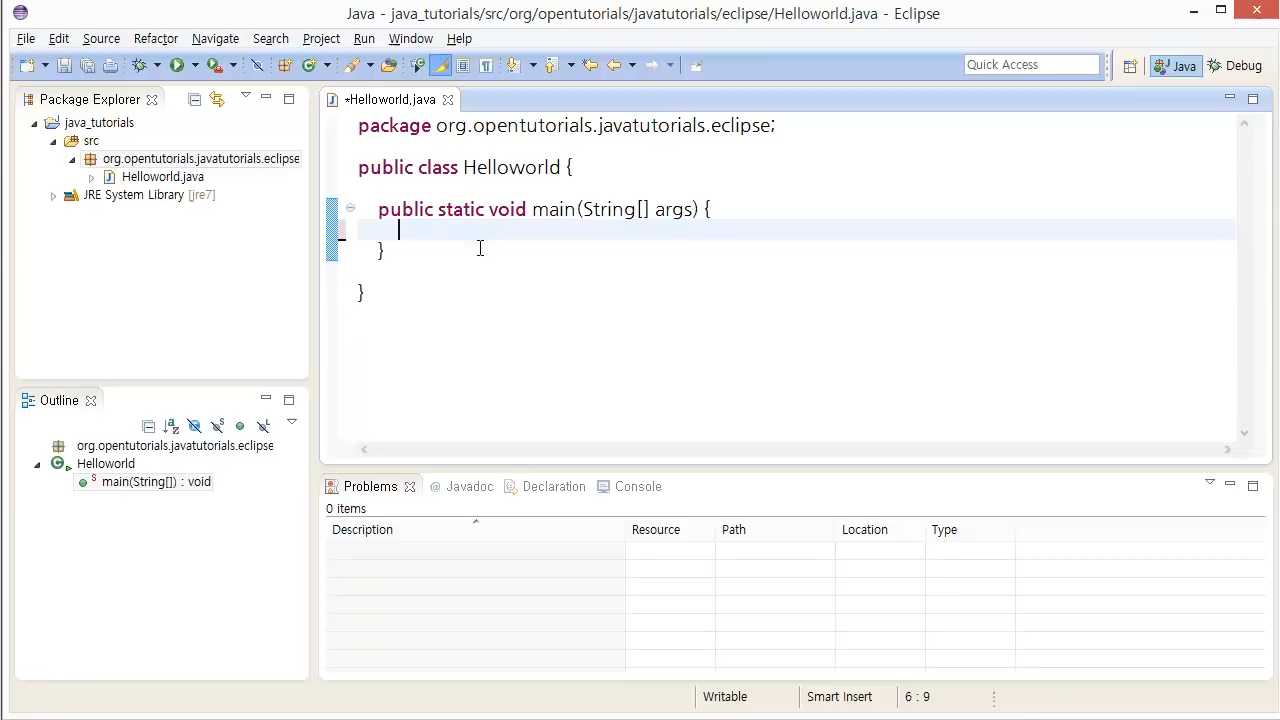 Java - java_tutorials/src/org/opentutorials/javatutorials/eclipse/Helloworld.java - Eclipse
File Edit Source Refactor Navigate Search Project Run Window Help
Quick Access Java Debug
Package Explorer
java_tutorials
src
org.opentutorials.javatutorials.eclipse
Helloworld.java
JRE System Library [jre7]
*Helloworld.java
package org.opentutorials.javatutorials.eclipse;
public class Helloworld {
public static void main(String[] args) {
}
}
Outline
org.opentutorials.javatutorials.eclipse
Helloworld
main(String[]) : void
Problems @ Javadoc Declaration Console
0 items
Description Resource Path Location Type
Writable Smart Insert 6 : 9